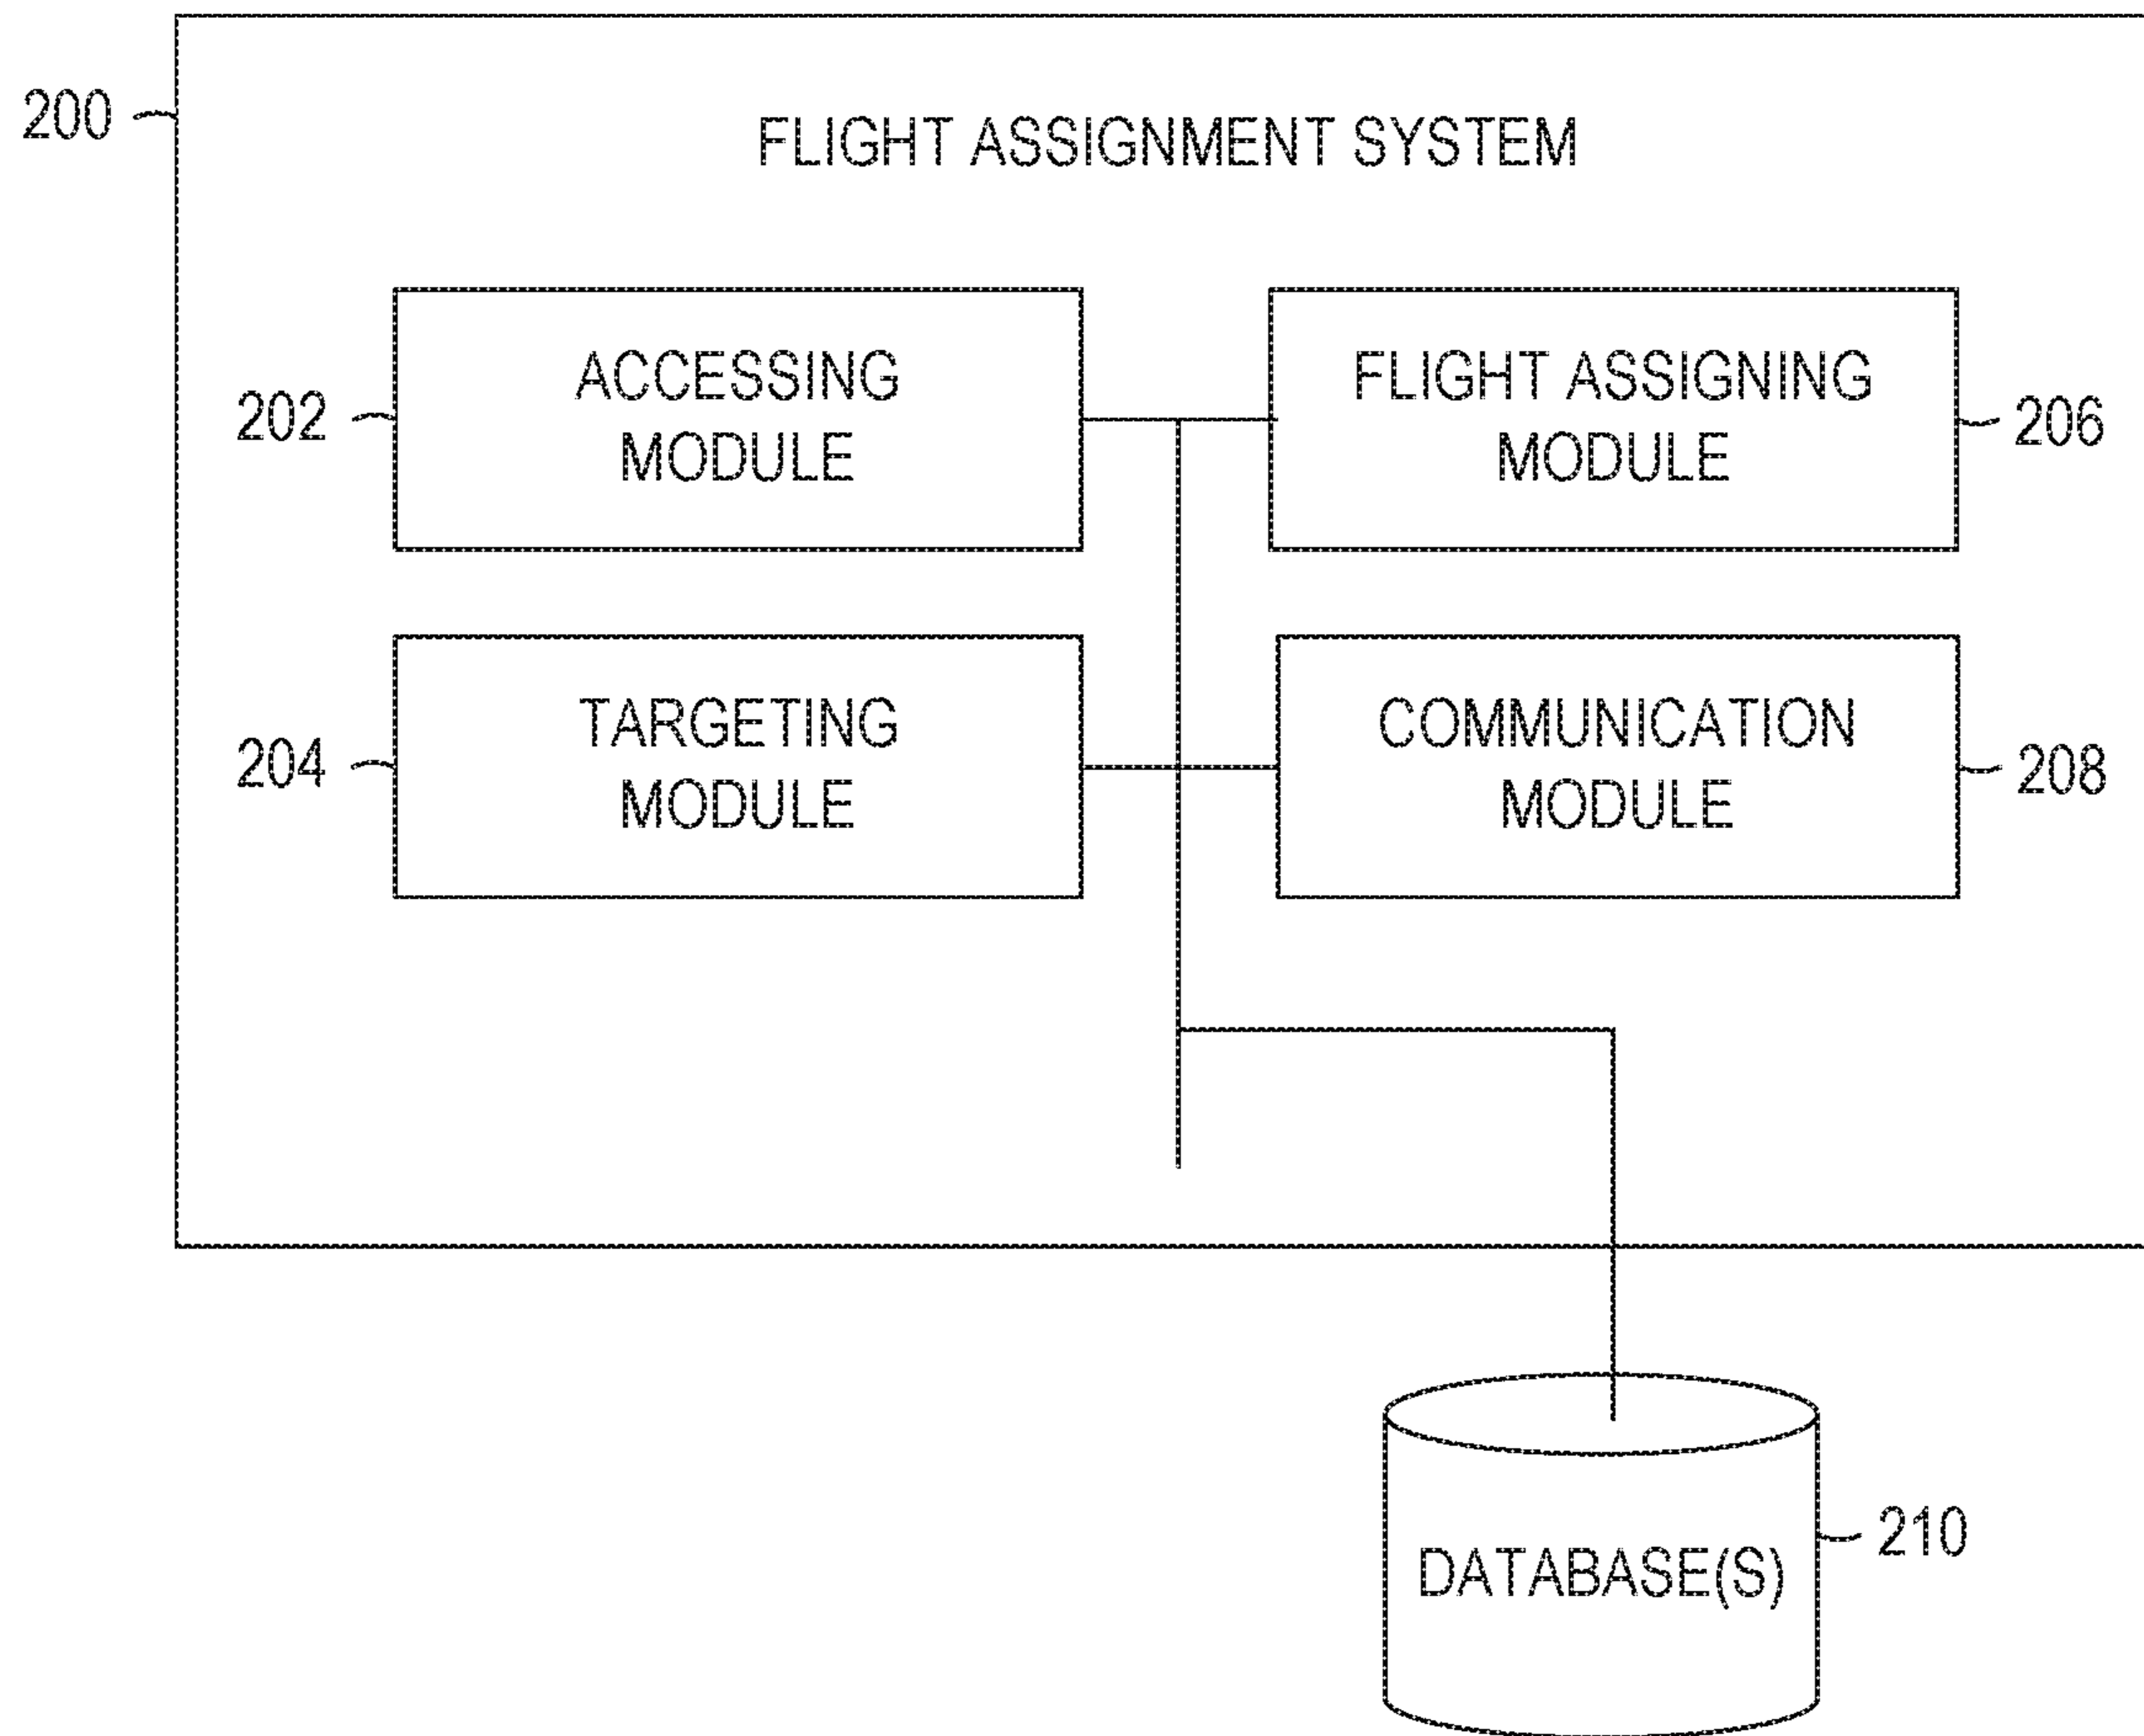 200
FLIGHT ASSIGNMENT SYSTEM
202
ACCESSING
MODULE
FLIGHT ASSIGNING
MODULE
206
204
TARGETING
MODULE
COMMUNICATION
MODULE
208
DATABASE(S)
210